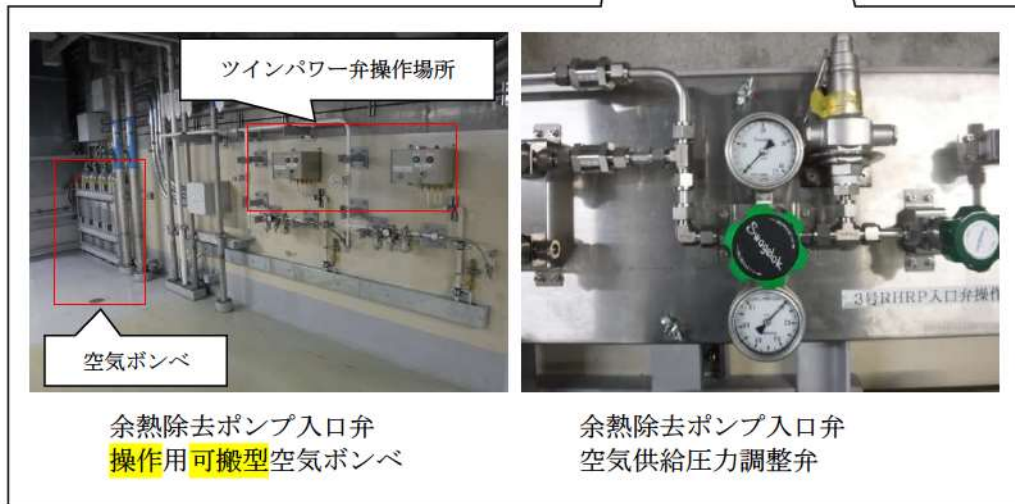 ツインパワー弁操作場所
空気ボンベ
Swagelok
3号RHRP入口弁操作
余熱除去ポンプ入口弁
操作用可搬型空気ボンベ
余熱除去ポンプ入口弁
空気供給圧力調整弁